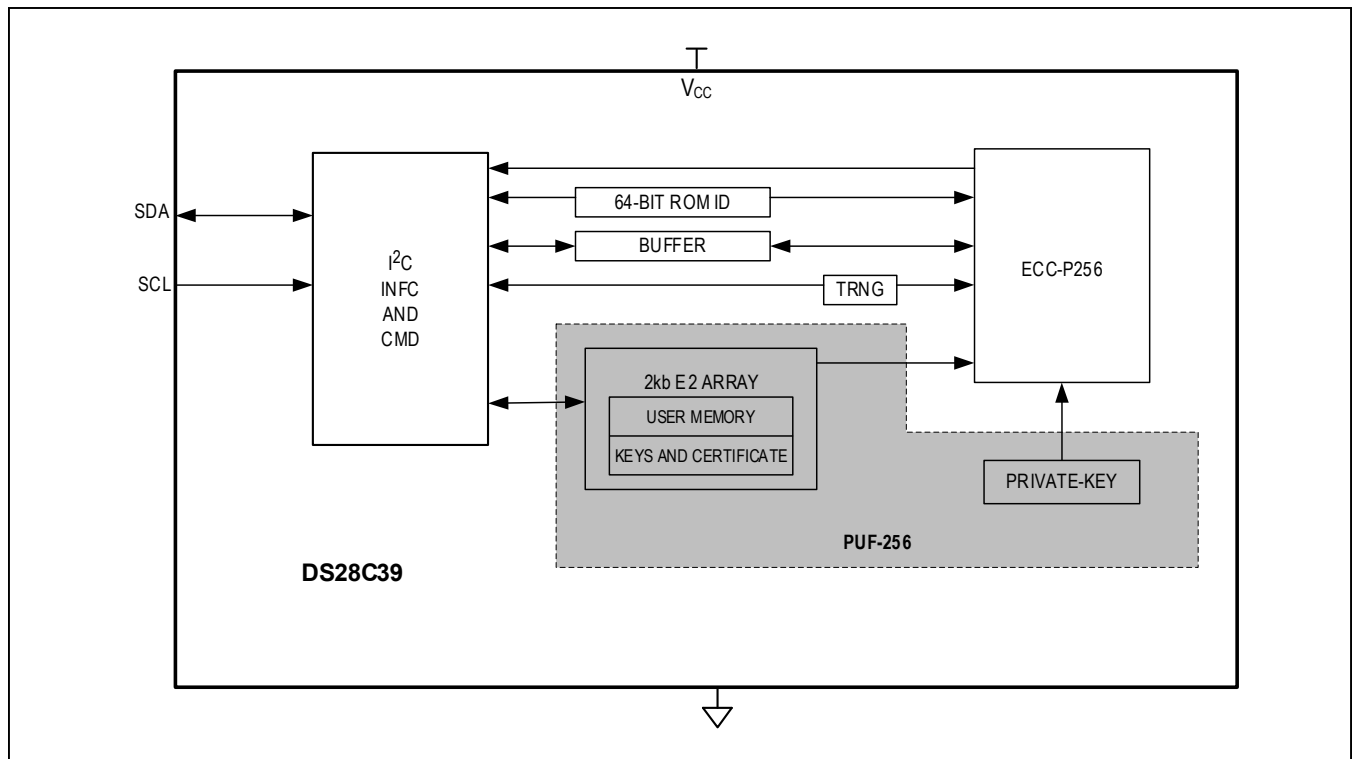 VCC
SDA
SCL
I2C
INFC
AND
CMD
64-BIT ROM ID
BUFFER
TRNG
ECC-P256
2kb E2 ARRAY
USER MEMORY
KEYS AND CERTIFICATE
PRIVATE-KEY
PUF-256
DS28C39